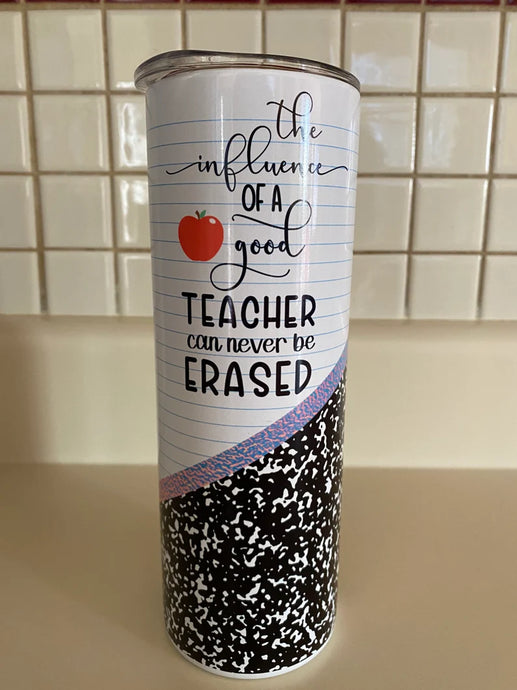 the
influence
OF A
good
TEACHER
can never be
ERASED